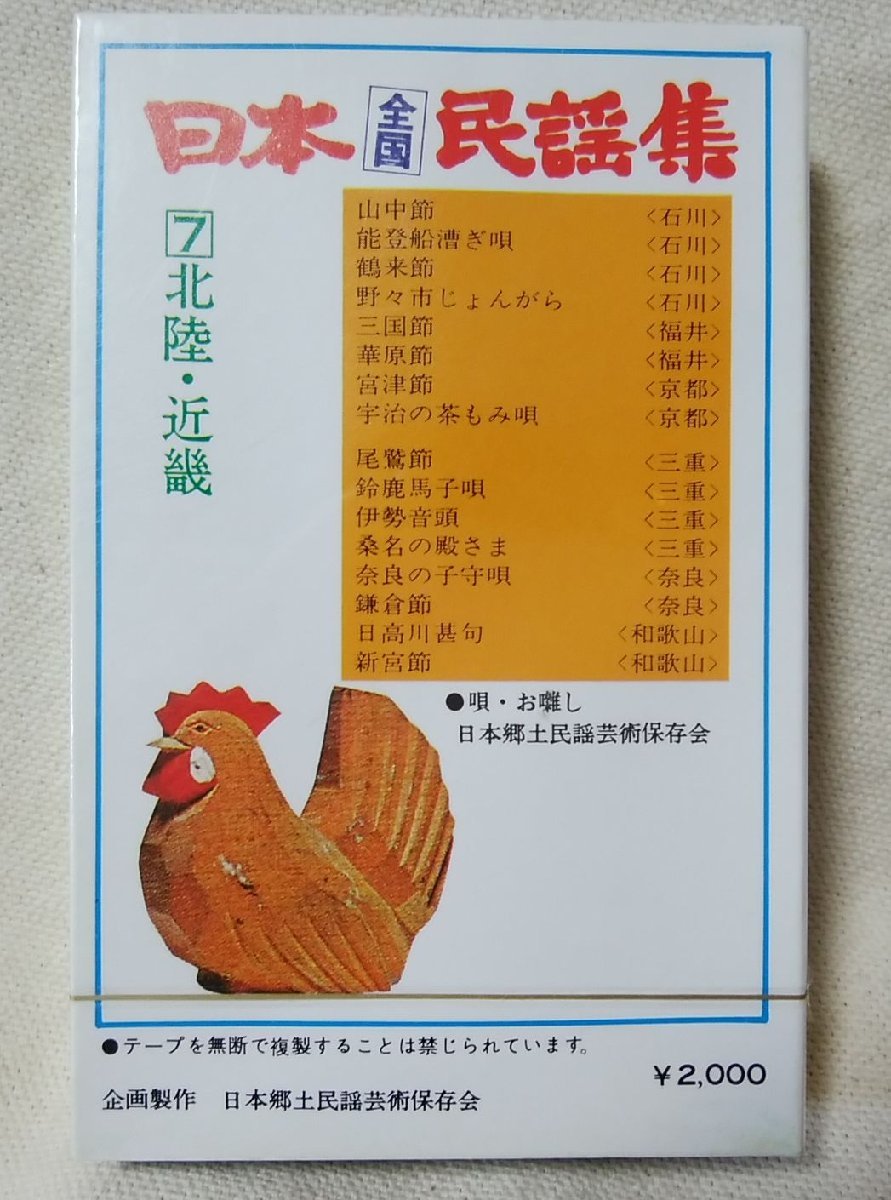 日本全国民謡集
7北陸・近畿
山中節 〈石川〉
能登船漕ぎ唄 〈石川〉
鶴来節 〈石川〉
野々市じょんがら 〈石川〉
三国節 〈福井〉
華原節 〈福井〉
宮津節 〈京都〉
宇治の茶もみ唄 〈京都〉
尾鷲節 〈三重〉
鈴鹿馬子唄 〈三重〉
伊勢音頭 〈三重〉
桑名の殿さま 〈三重〉
奈良の子守唄 〈奈良〉
鎌倉節 〈奈良〉
日高川甚句 〈和歌山〉
新宮節 〈和歌山〉
●唄・お囃し
日本郷土民謡芸術保存会
●テープを無断で複製することは禁じられています。
¥2,000
企画製作 日本郷土民謡芸術保存会